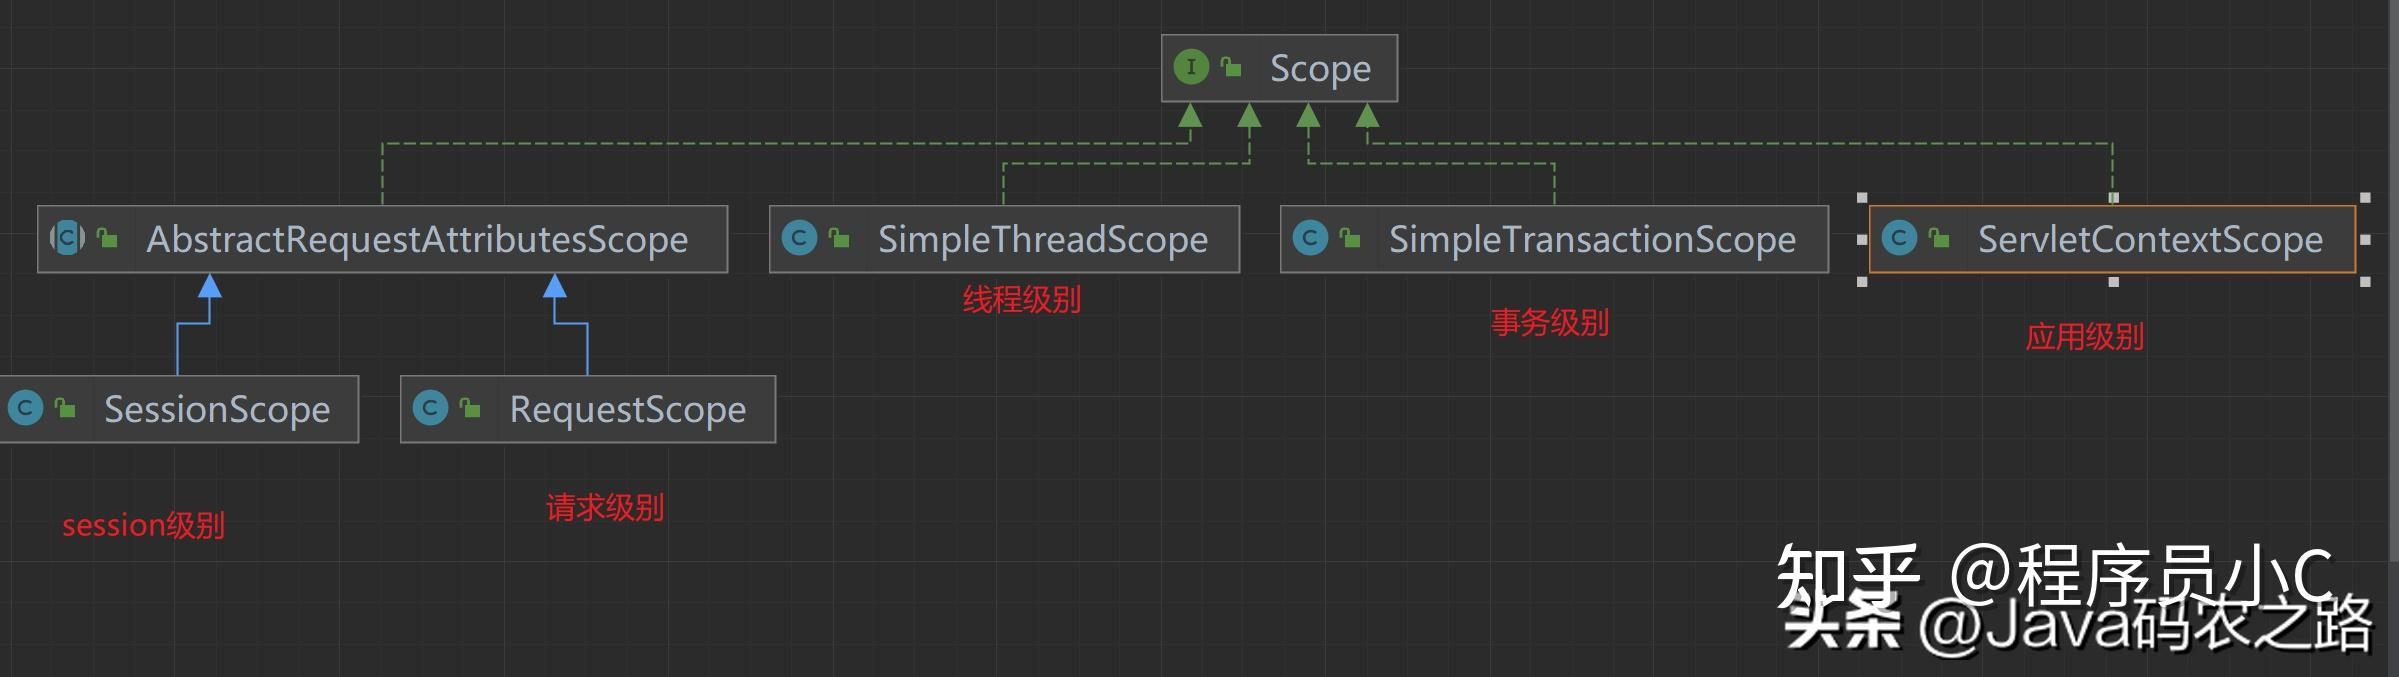 Scope
AbstractRequestAttributesScope
SimpleThreadScope
SimpleTransactionScope
ServletContextScope
线程级别
事务级别
应用级别
SessionScope
RequestScope
session级别
请求级别
知乎 @程序员小C
头条 @Java码农之路